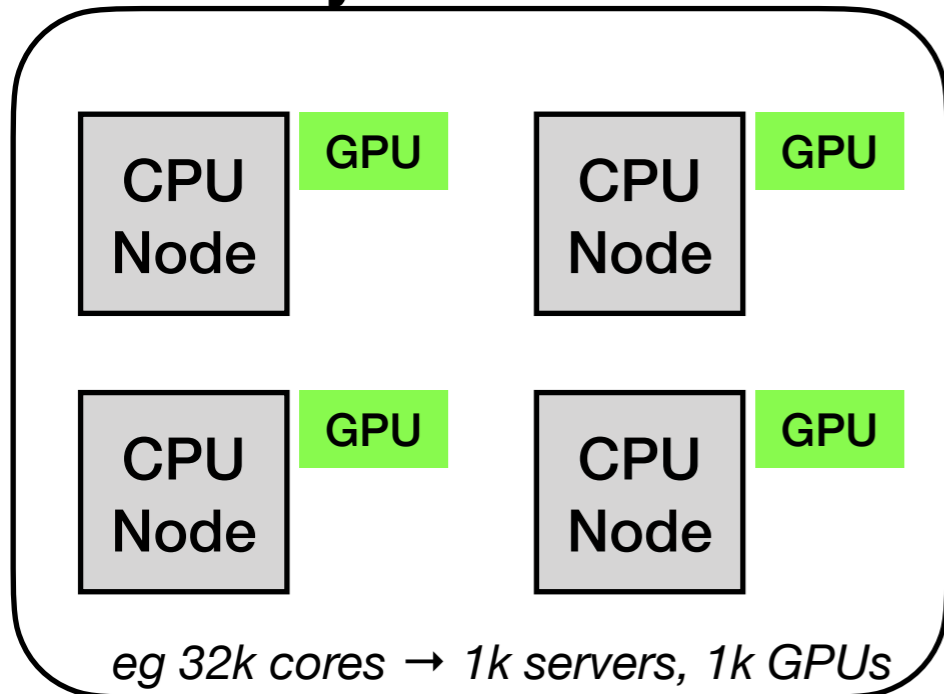 CPU
Node
GPU
CPU
Node
GPU
CPU
Node
GPU
CPU
Node
GPU
eg 32k cores → 1k servers, 1k GPUs